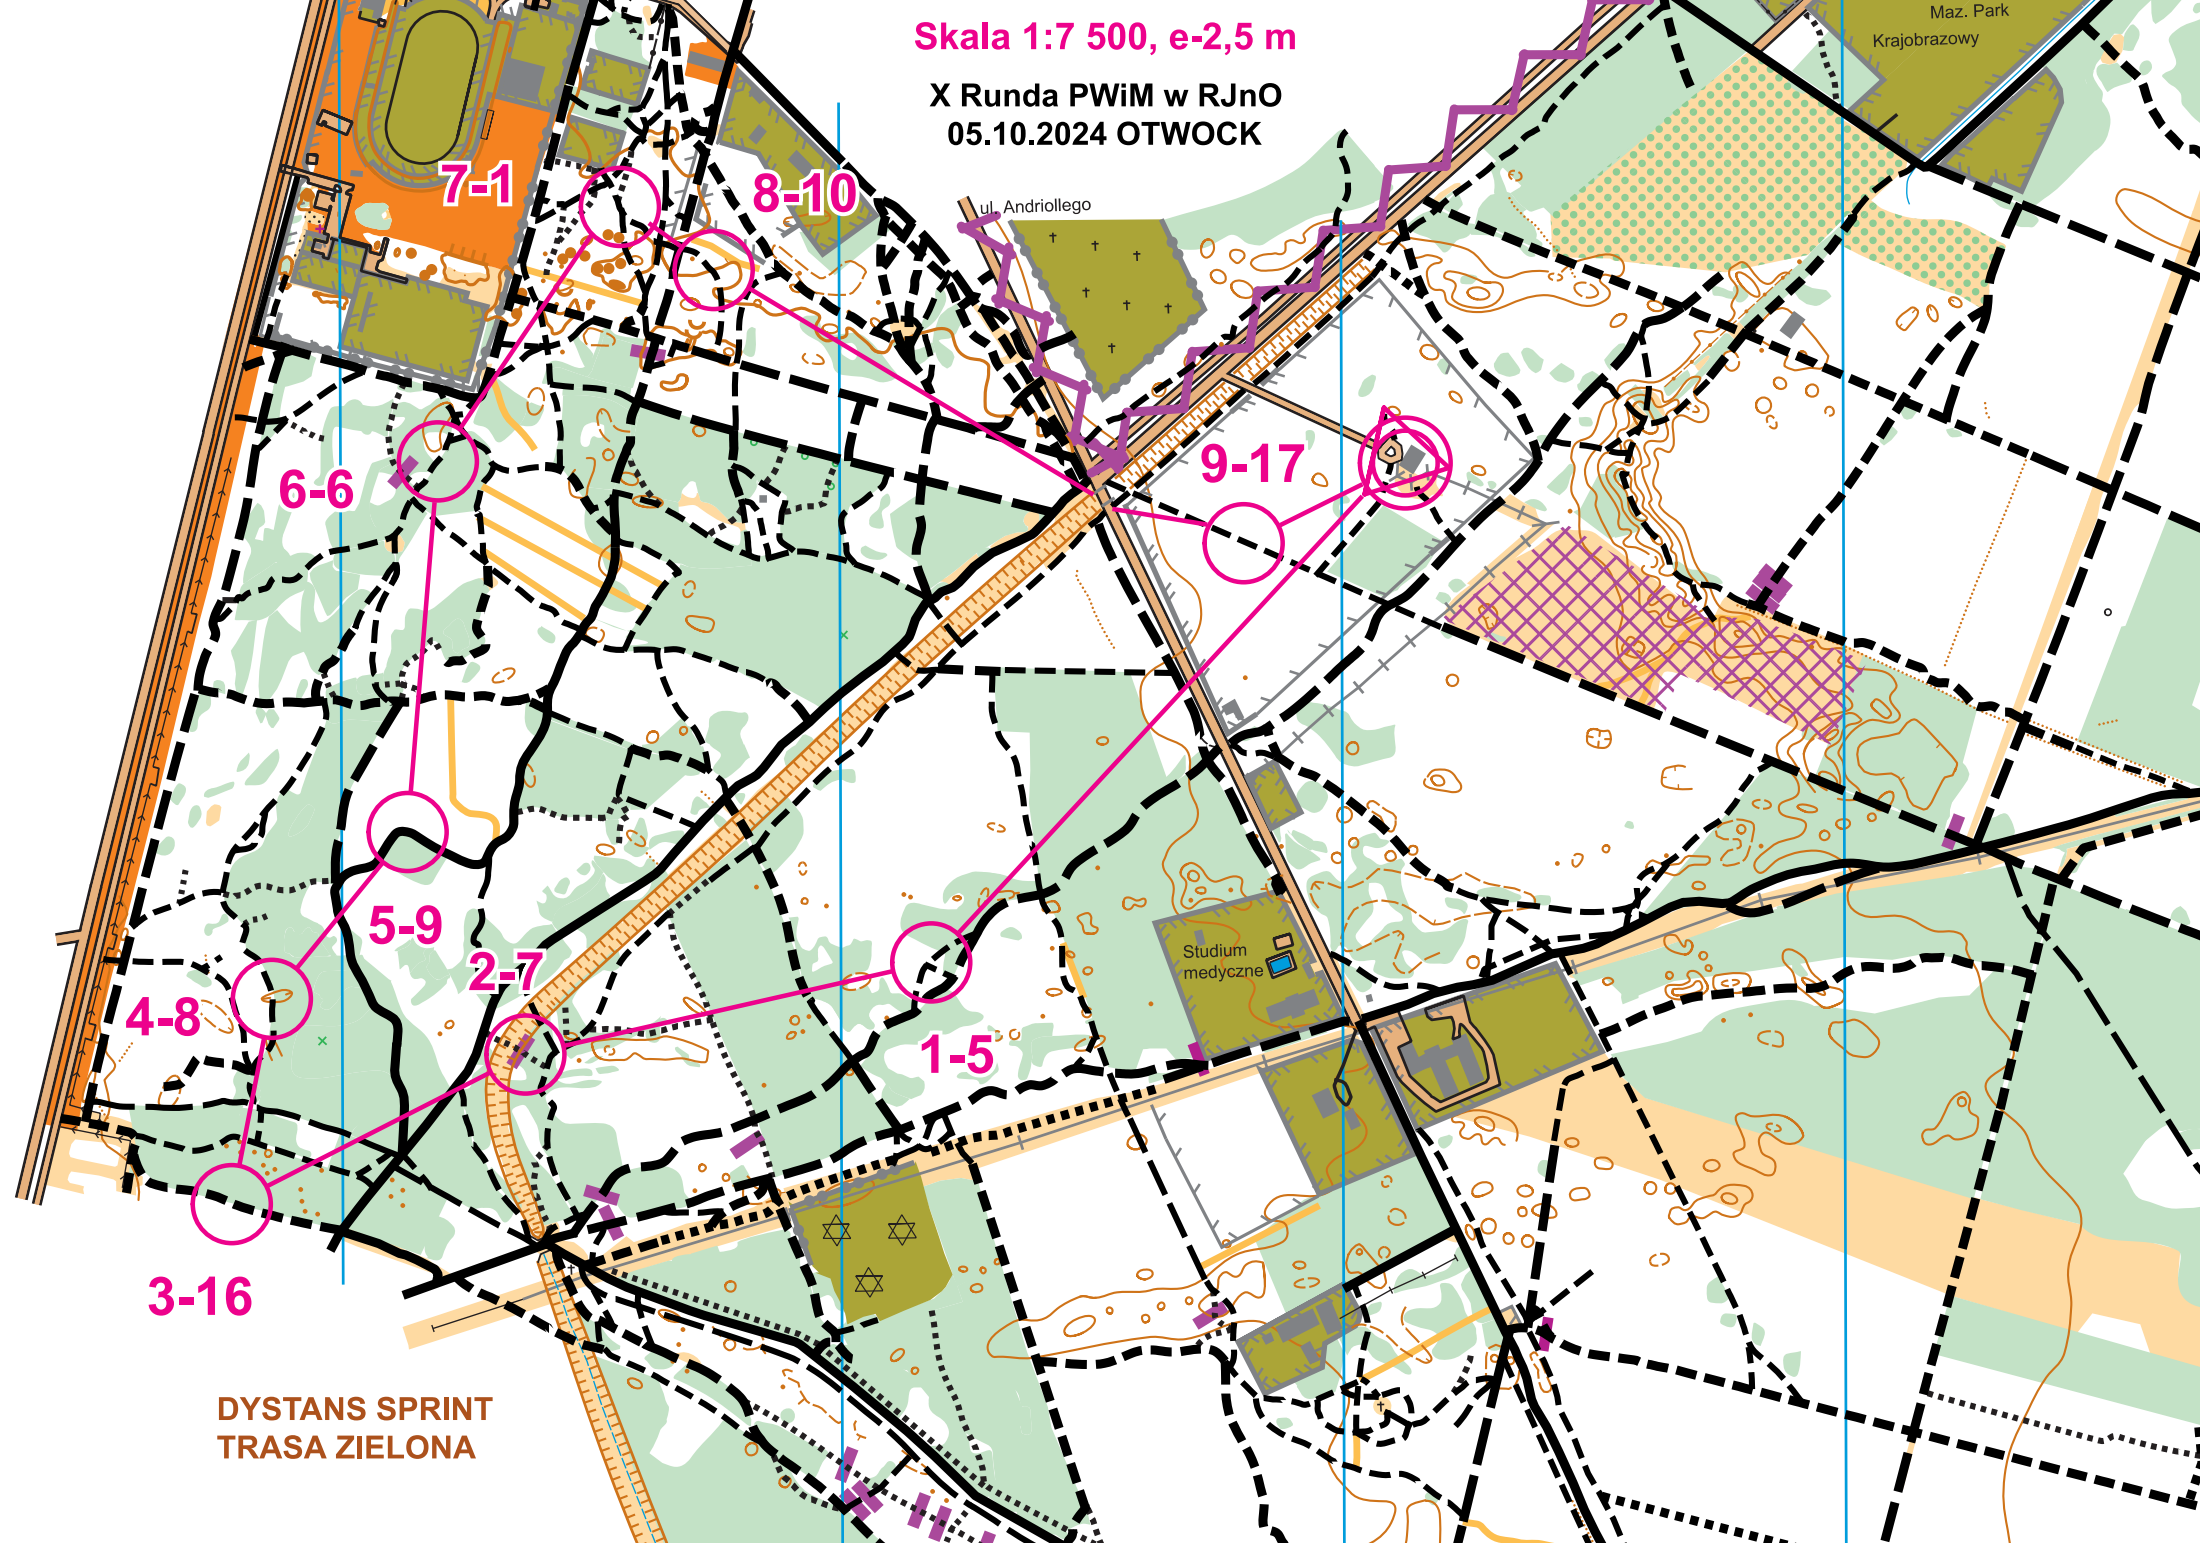 Skala 1:7 500, e-2,5 m
X Runda PWiM w RJnO
05.10.2024 OTWOCK
Maz. Park
Krajobrazowy
7-1
8-10
ul. Andriollego
9-17
6-6
5-9
2-7
Studium
medyczne
4-8
1-5
3-16
DYSTANS SPRINT
TRASA ZIELONA